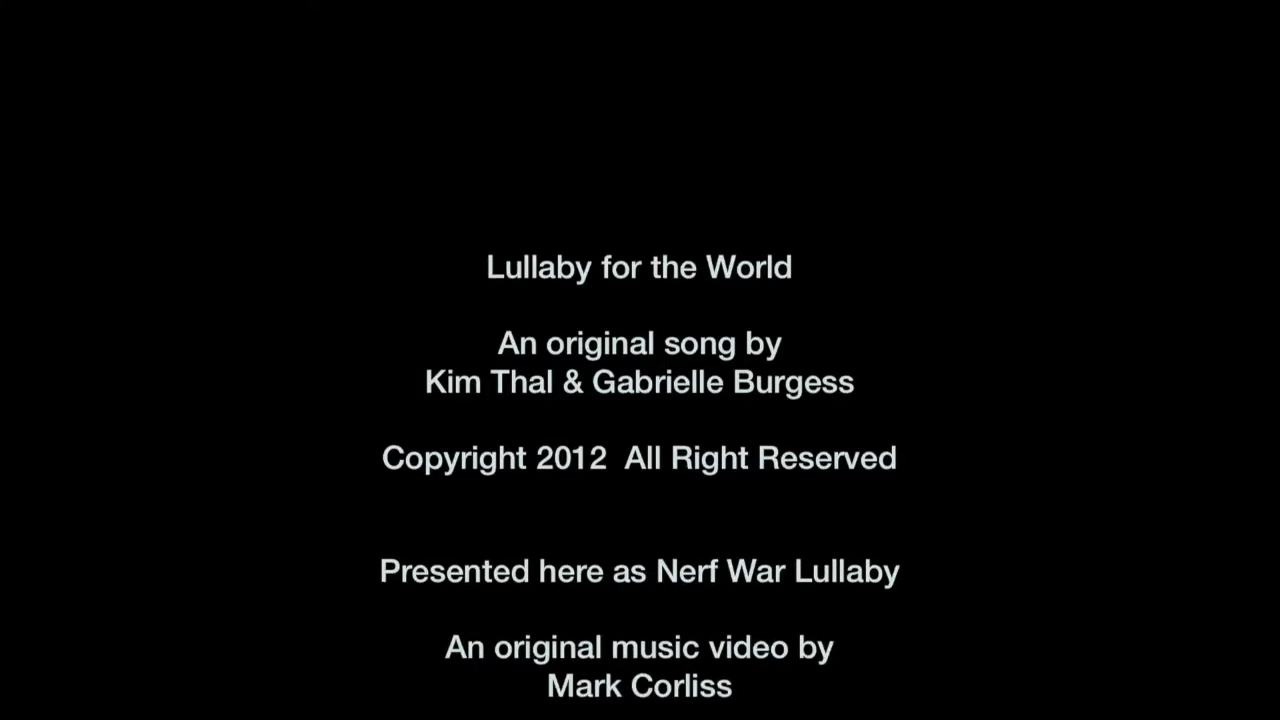 Lullaby for the World
An original song by
Kim Thal & Gabrielle Burgess
Copyright 2012  All Right Reserved
Presented here as Nerf War Lullaby
An original music video by
Mark Corliss